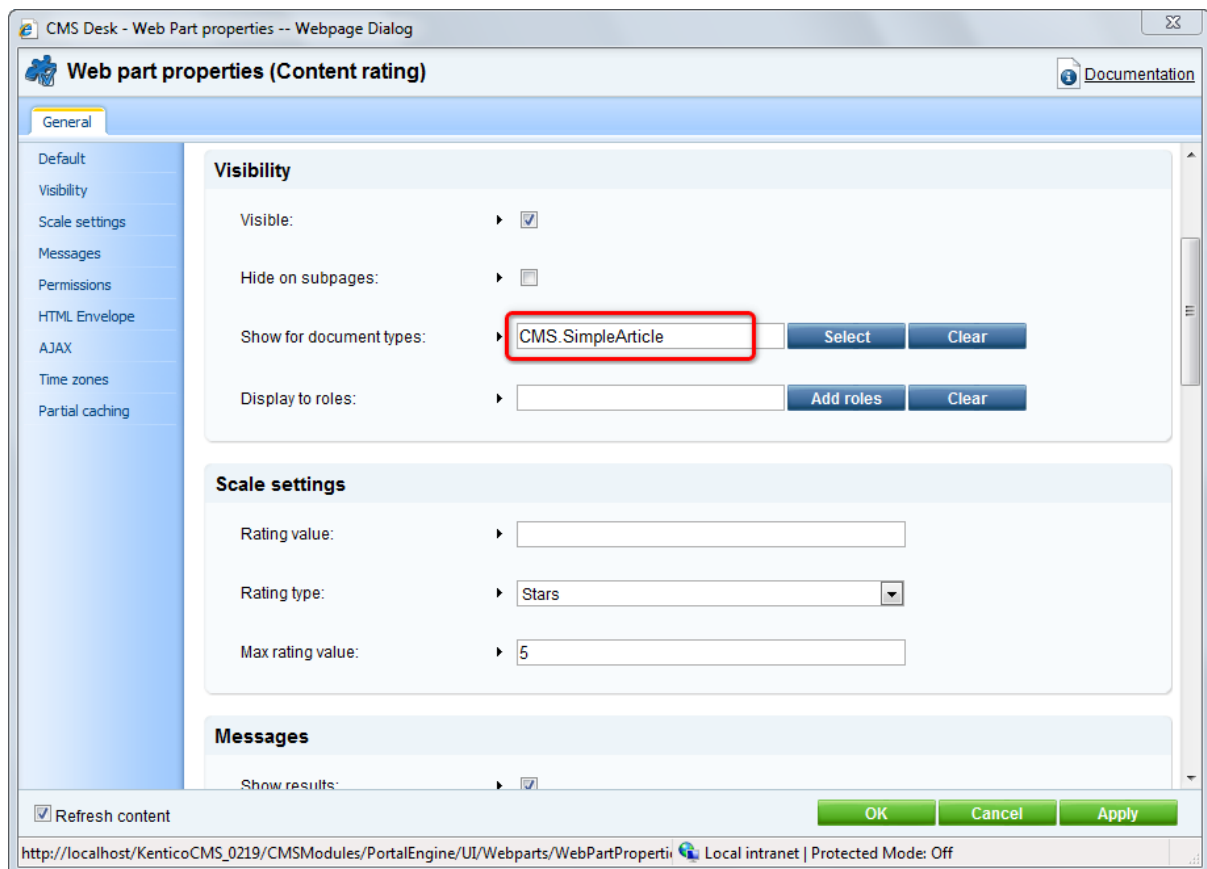 CMS Desk - Web Part properties -- Webpage Dialog
Web part properties (Content rating)
Documentation
General
Default
Visibility
Scale settings
Messages
Permissions
HTML Envelope
AJAX
Time zones
Partial caching
Visibility
Visible:
Hide on subpages:
Show for document types: CMS.SimpleArticle Select Clear
Display to roles: Add roles Clear
Scale settings
Rating value:
Rating type: Stars
Max rating value: 5
Messages
Show results:
Refresh content
OK Cancel Apply
http://localhost/KenticoCMS_0219/CMSModules/PortalEngine/UI/Webparts/WebPartProperti Local intranet | Protected Mode: Off